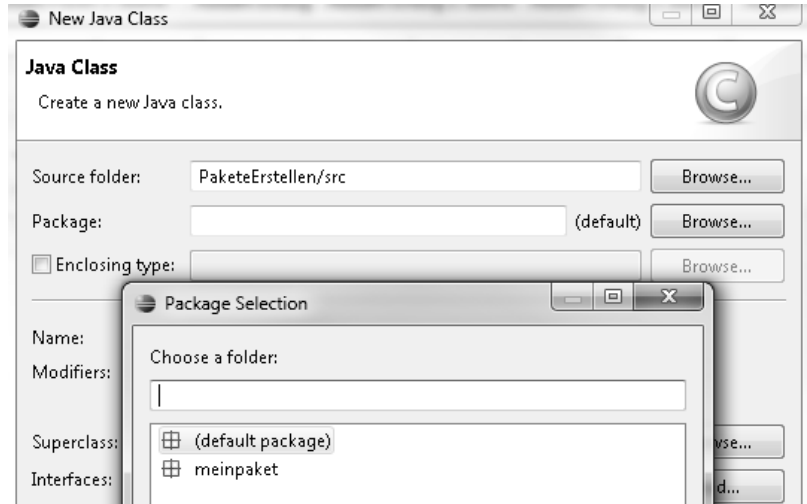 New Java Class
Java Class
Create a new Java class.
Source folder: PaketeErstellen/src Browse...
Package: (default) Browse...
Enclosing type: Browse...
Package Selection
Name:
Choose a folder:
Modifiers:
(default package)
Superclass:
meinpaket
Interfaces: